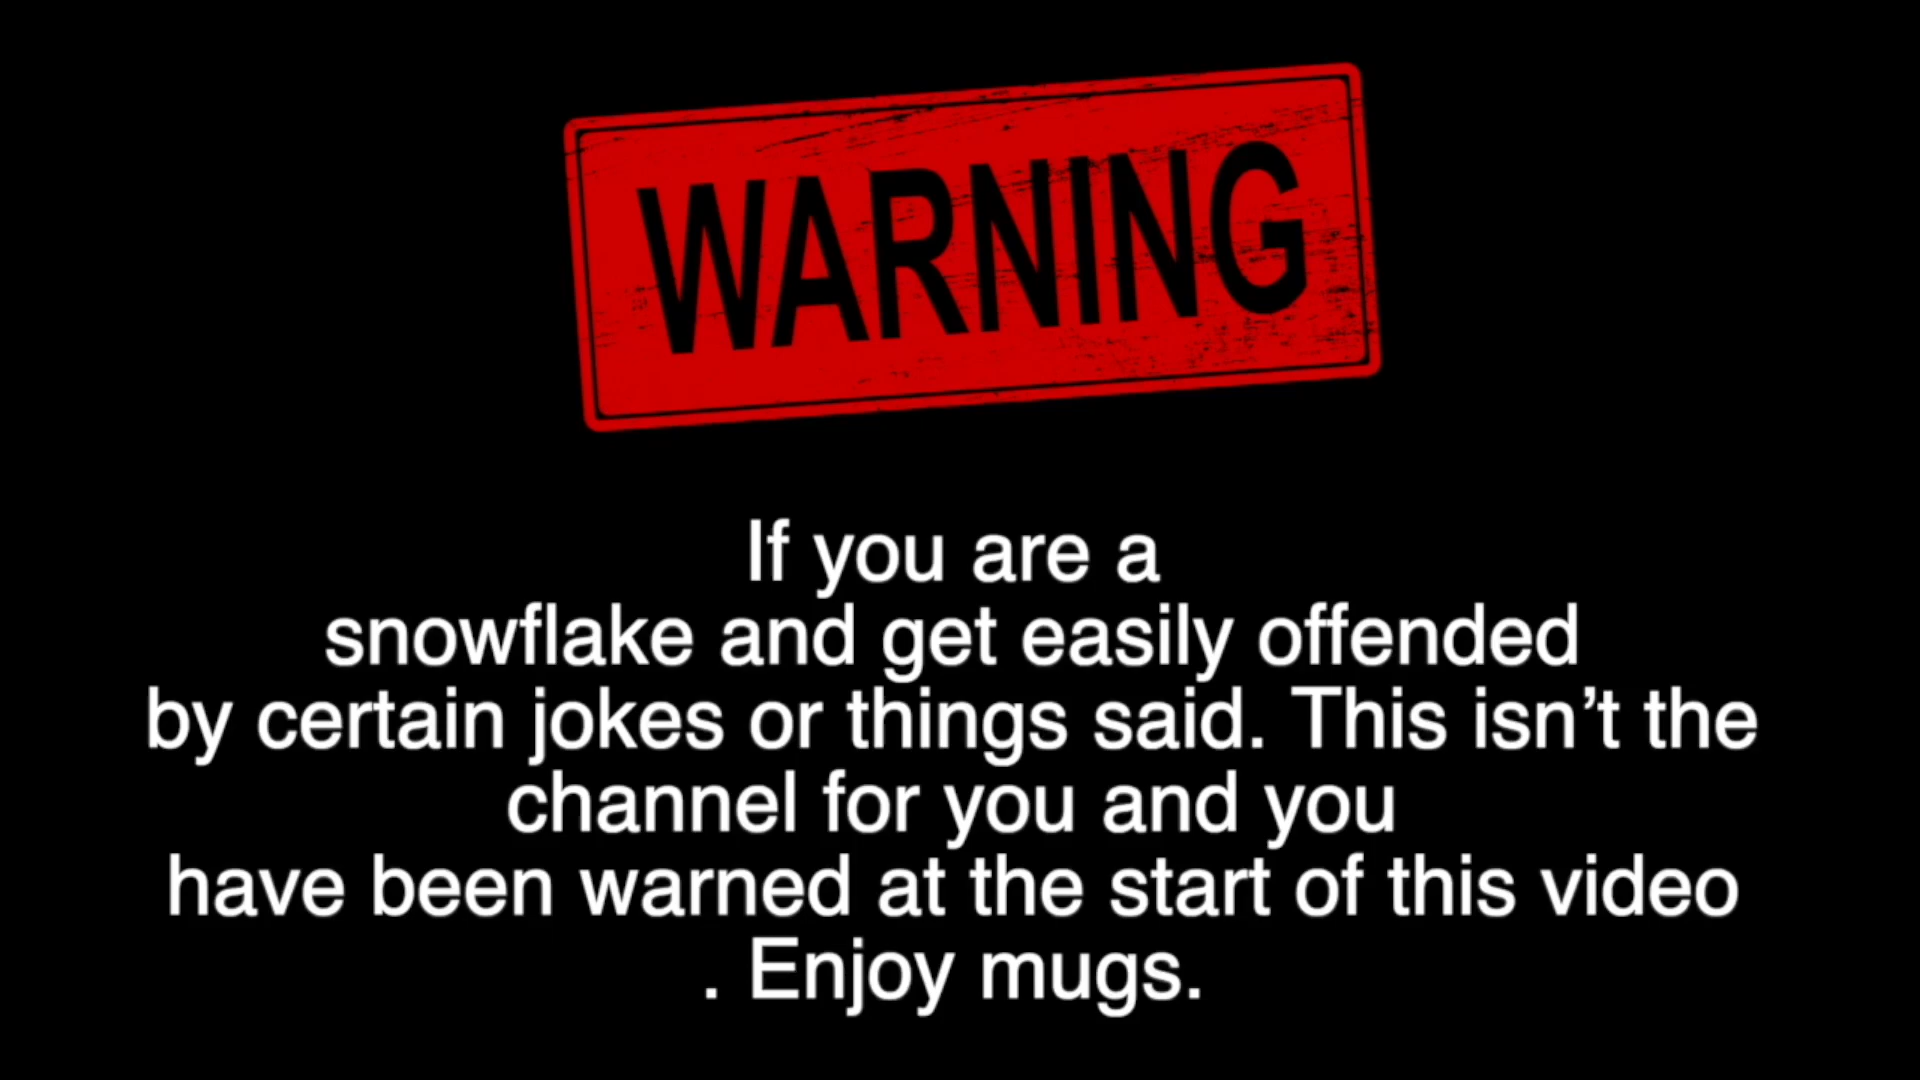 WARNING
If you are a
snowflake and get easily offended
by certain jokes or things said. This isn’t the
channel for you and you
have been warned at the start of this video
. Enjoy mugs.